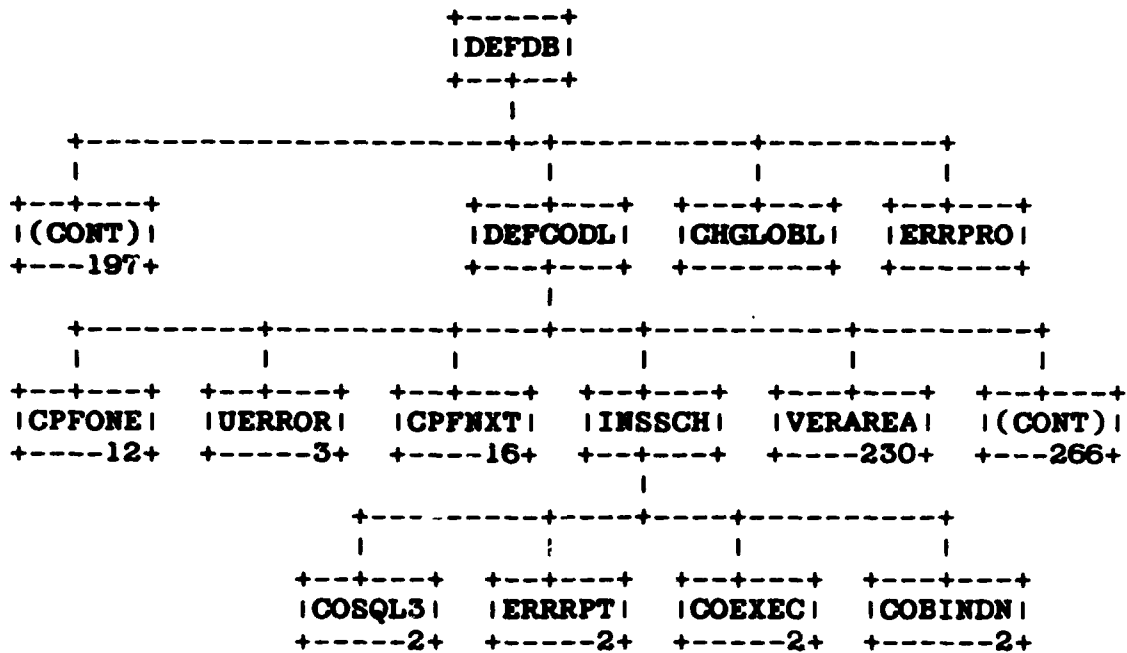 DEFDB
(CONT) DEFCODL CHGLOBL ERRPRO
197
CPFONE UERROR CPFNXT INSSCH VERAREA (CONT)
12 3 16 230 266
COSQL3 ERRRPT COEXEC COBINDN
2 2 2 2